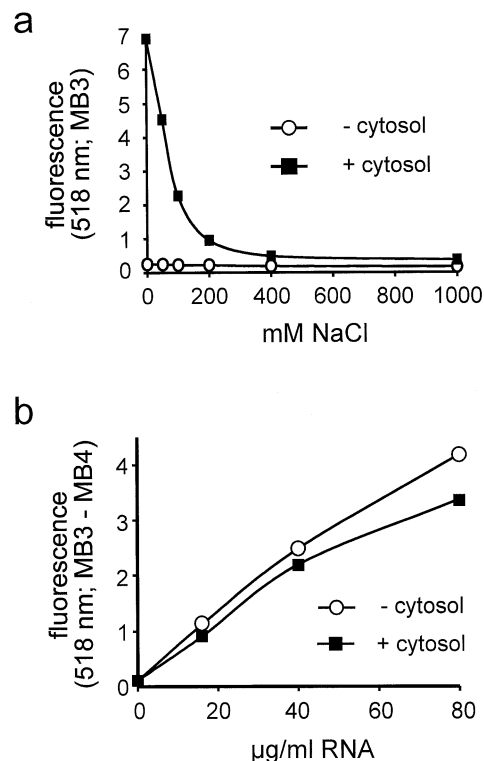 a
fluorescence
(518 nm; MB3)
7
6
5
4
3
2
1
0
- cytosol
+ cytosol
0 200 400 600 800 1000
mM NaCl
b
fluorescence
(518 nm; MB3 - MB4)
4
3
2
1
0
- cytosol
+ cytosol
0 20 40 60 80
µg/ml RNA